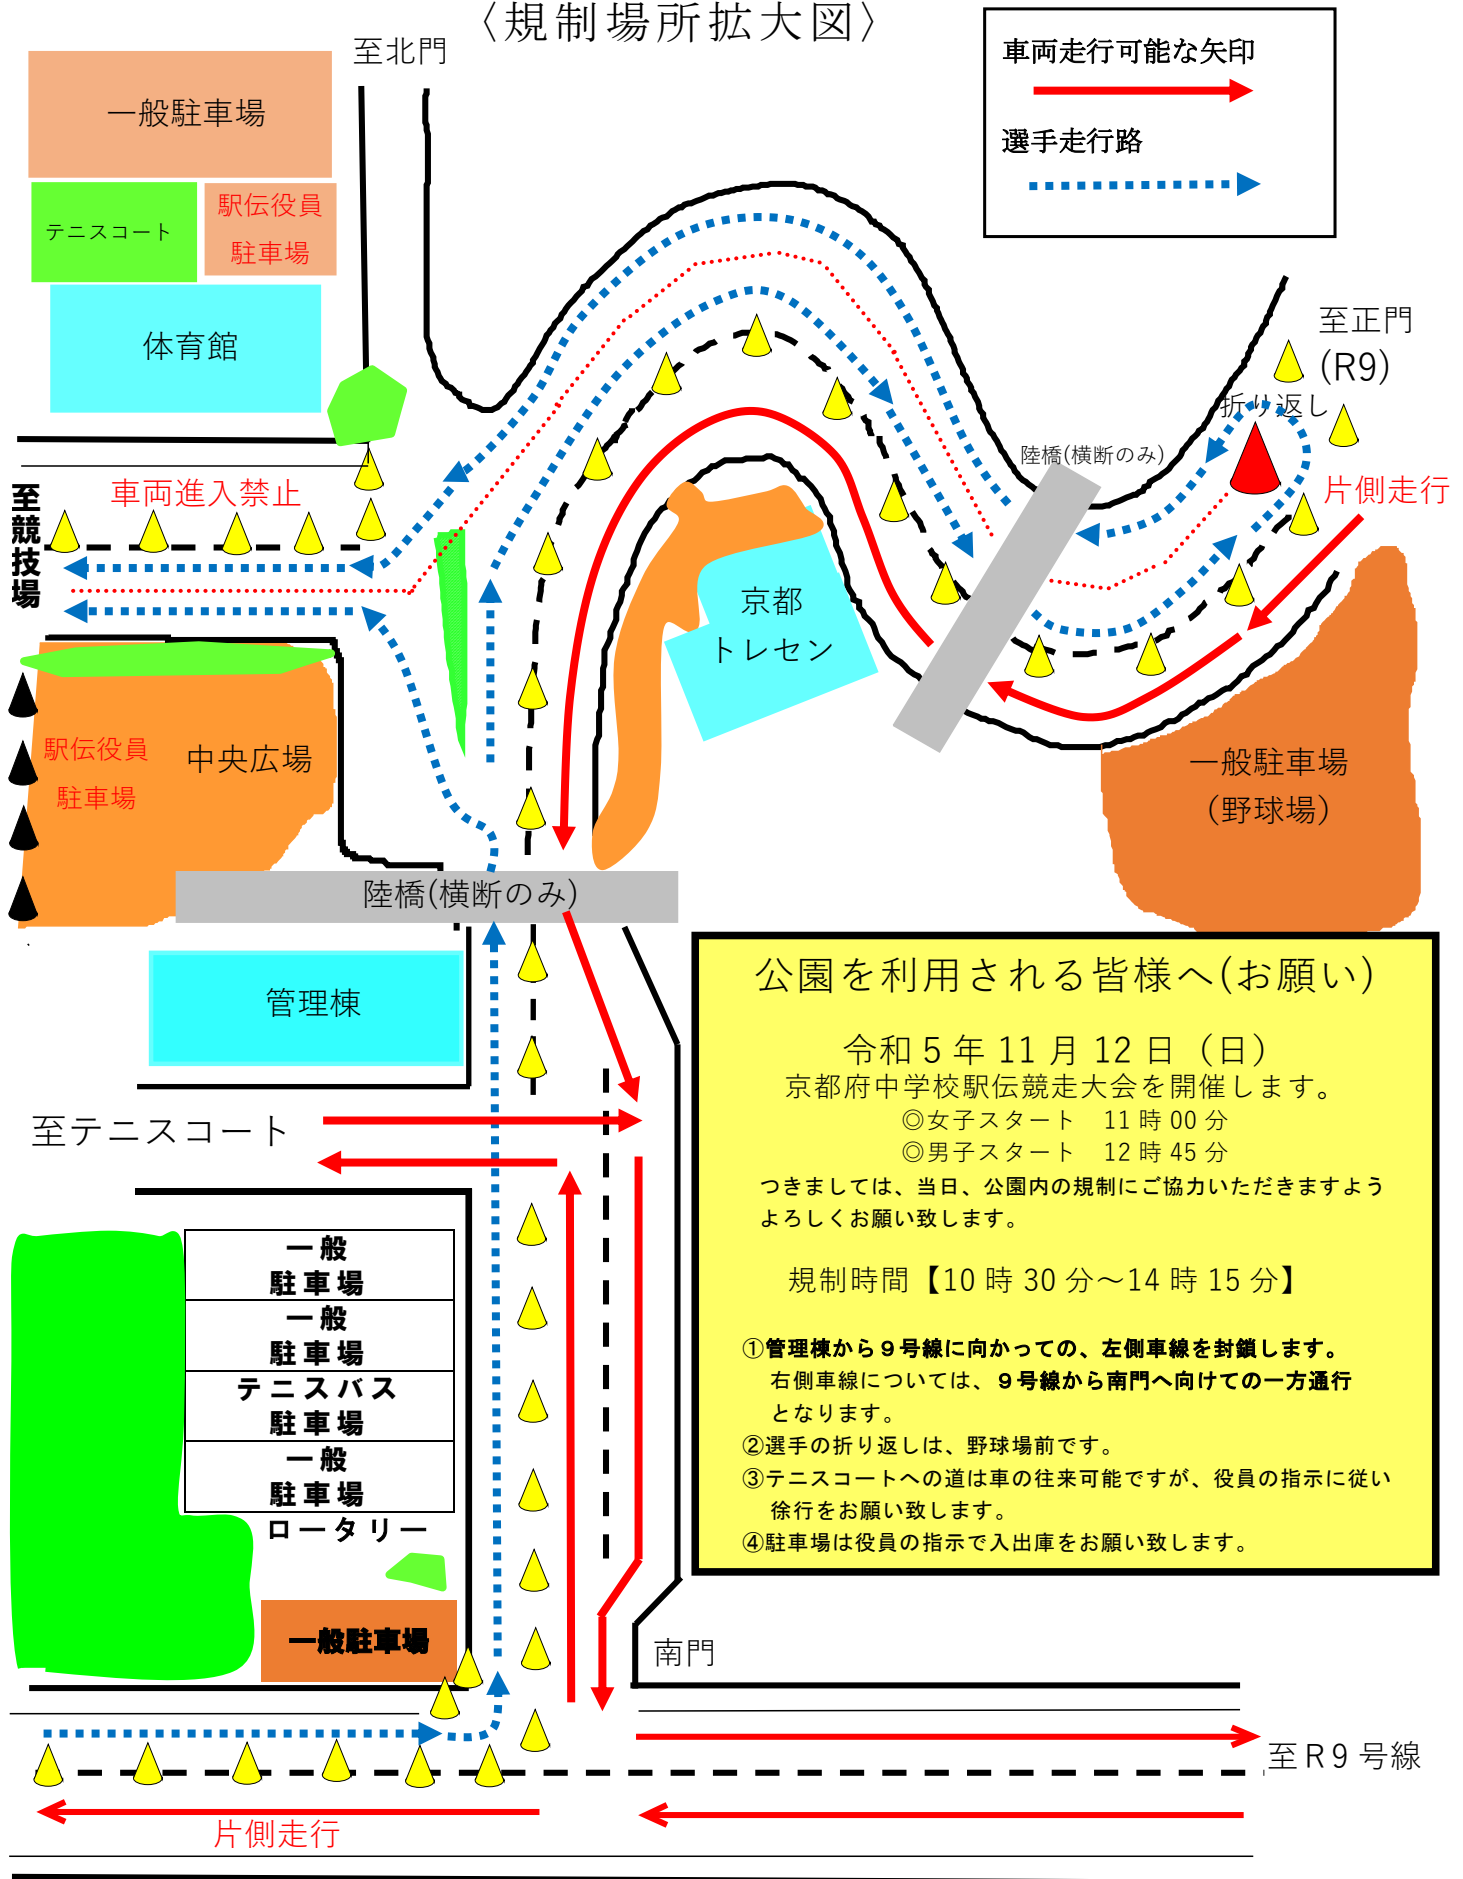 〈規制場所拡大図〉
至北門
車両走行可能な矢印
選手走行路
一般駐車場
テニスコート
駅伝役員
駐車場
体育館
至正門
(R9)
折り返し
陸橋(横断のみ)
片側走行
車両進入禁止
至競技場
京都
トレセン
駅伝役員
駐車場
中央広場
一般駐車場
(野球場)
陸橋(横断のみ)
管理棟
至テニスコート
公園を利用される皆様へ(お願い)
令和5年11月12日（日）
京都府中学校駅伝競走大会を開催します。
◎女子スタート　11時00分
◎男子スタート　12時45分
つきましては、当日、公園内の規制にご協力いただきますよう
よろしくお願い致します。
規制時間【10時30分～14時15分】
①管理棟から９号線に向かっての、左側車線を封鎖します。
右側車線については、９号線から南門へ向けての一方通行
となります。
②選手の折り返しは、野球場前です。
③テニスコートへの道は車の往来可能ですが、役員の指示に従い
徐行をお願い致します。
④駐車場は役員の指示で入出庫をお願い致します。
一般
駐車場
一般
駐車場
テニスバス
駐車場
一般
駐車場
ロータリー
一般駐車場
南門
至R9号線
片側走行